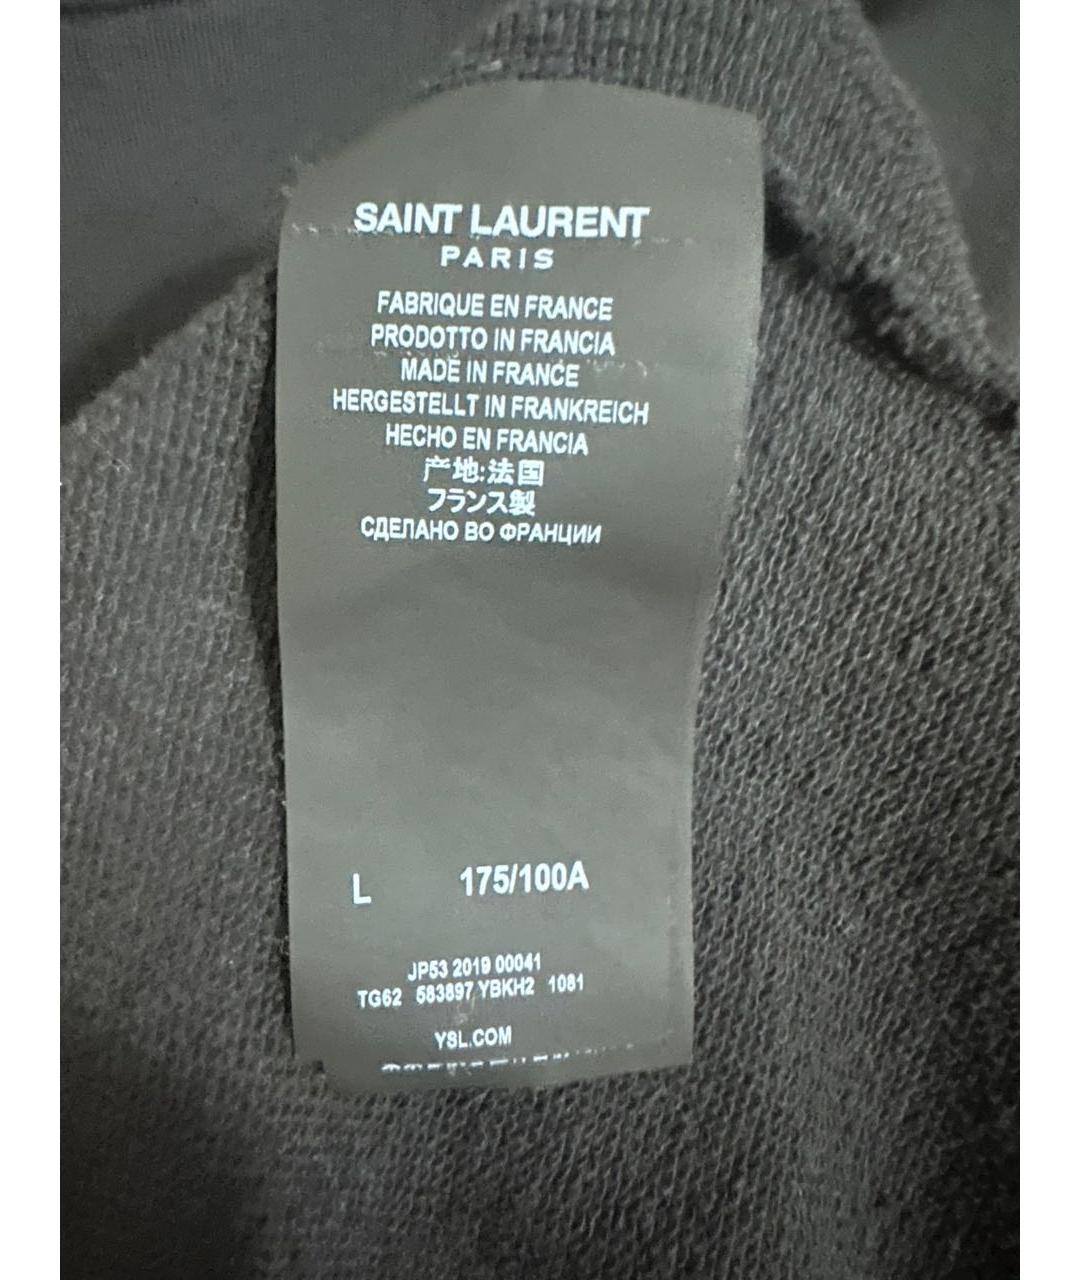 SAINT LAURENT
PARIS
FABRIQUE EN FRANCE
PRODOTTO IN FRANCIA
MADE IN FRANCE
HERGESTELLT IN FRANKREICH
HECHO EN FRANCIA
产地:法国
フランス製
СДЕЛАНО ВО ФРАНЦИИ
L 175/100A
JP53 2019 00041
TG62 583897 YBKH2 1081
YSL.COM